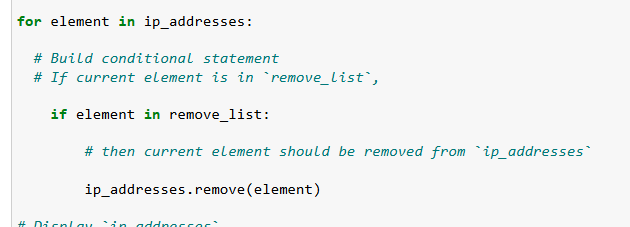 for element in ip_addresses:
# Build conditional statement
# If current element is in `remove_list`,
if element in remove_list:
# then current element should be removed from `ip_addresses`
ip_addresses.remove(element)
# Display `ip_addresses`